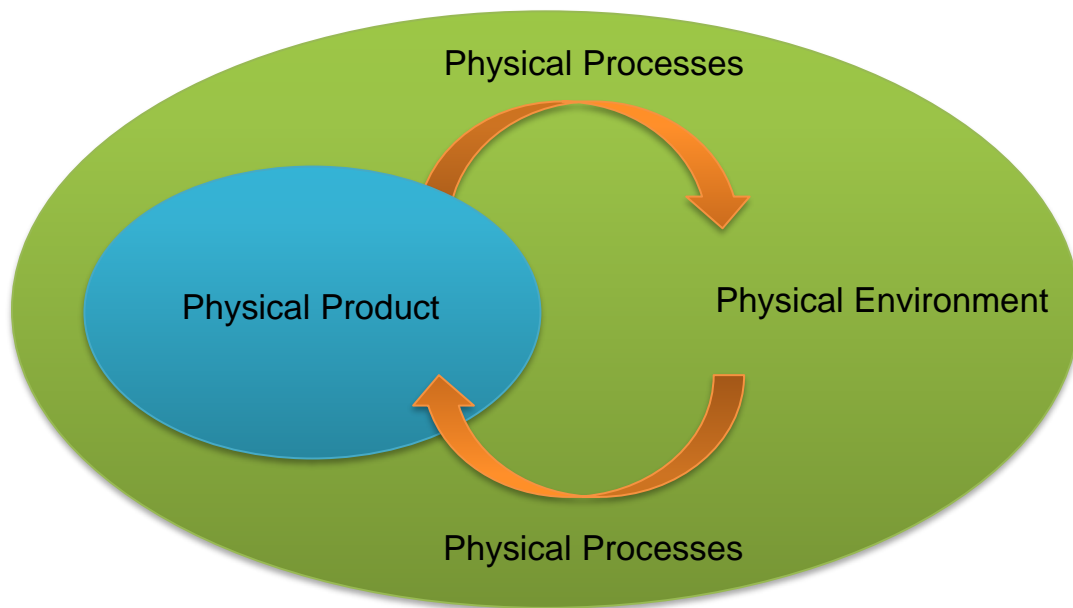 Physical Processes
Physical Product
Physical Environment
Physical Processes